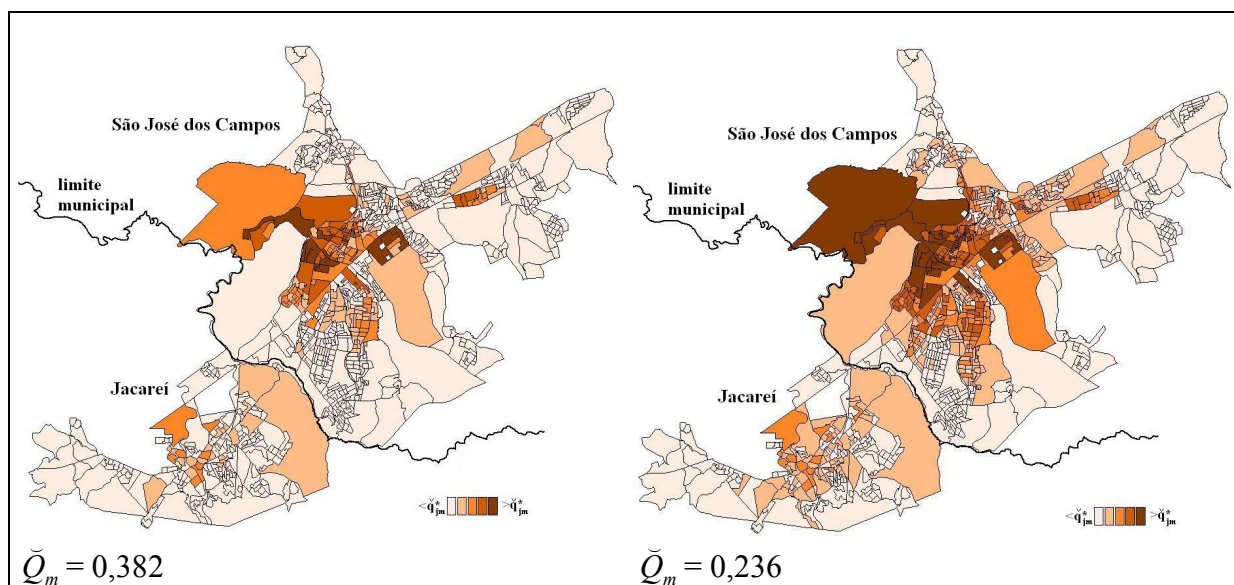 São José dos Campos
limite
municipal
Jacareí
<q̆*jm >q̆*jm
Q̆m = 0,382
São José dos Campos
limite
municipal
Jacareí
<q̆*jm >q̆*jm
Q̆m = 0,236